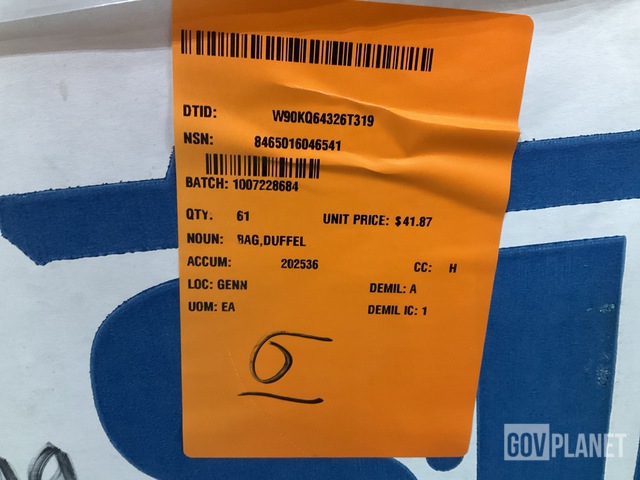 DTID: W90KQ64326T319
NSN: 8465016046541
BATCH: 1007228684
QTY. 61 UNIT PRICE: $41.87
NOUN: BAG,DUFFEL
ACCUM: 202536 CC: H
LOC: GENN DEMIL: A
UOM: EA DEMIL IC: 1
GOVPLANET